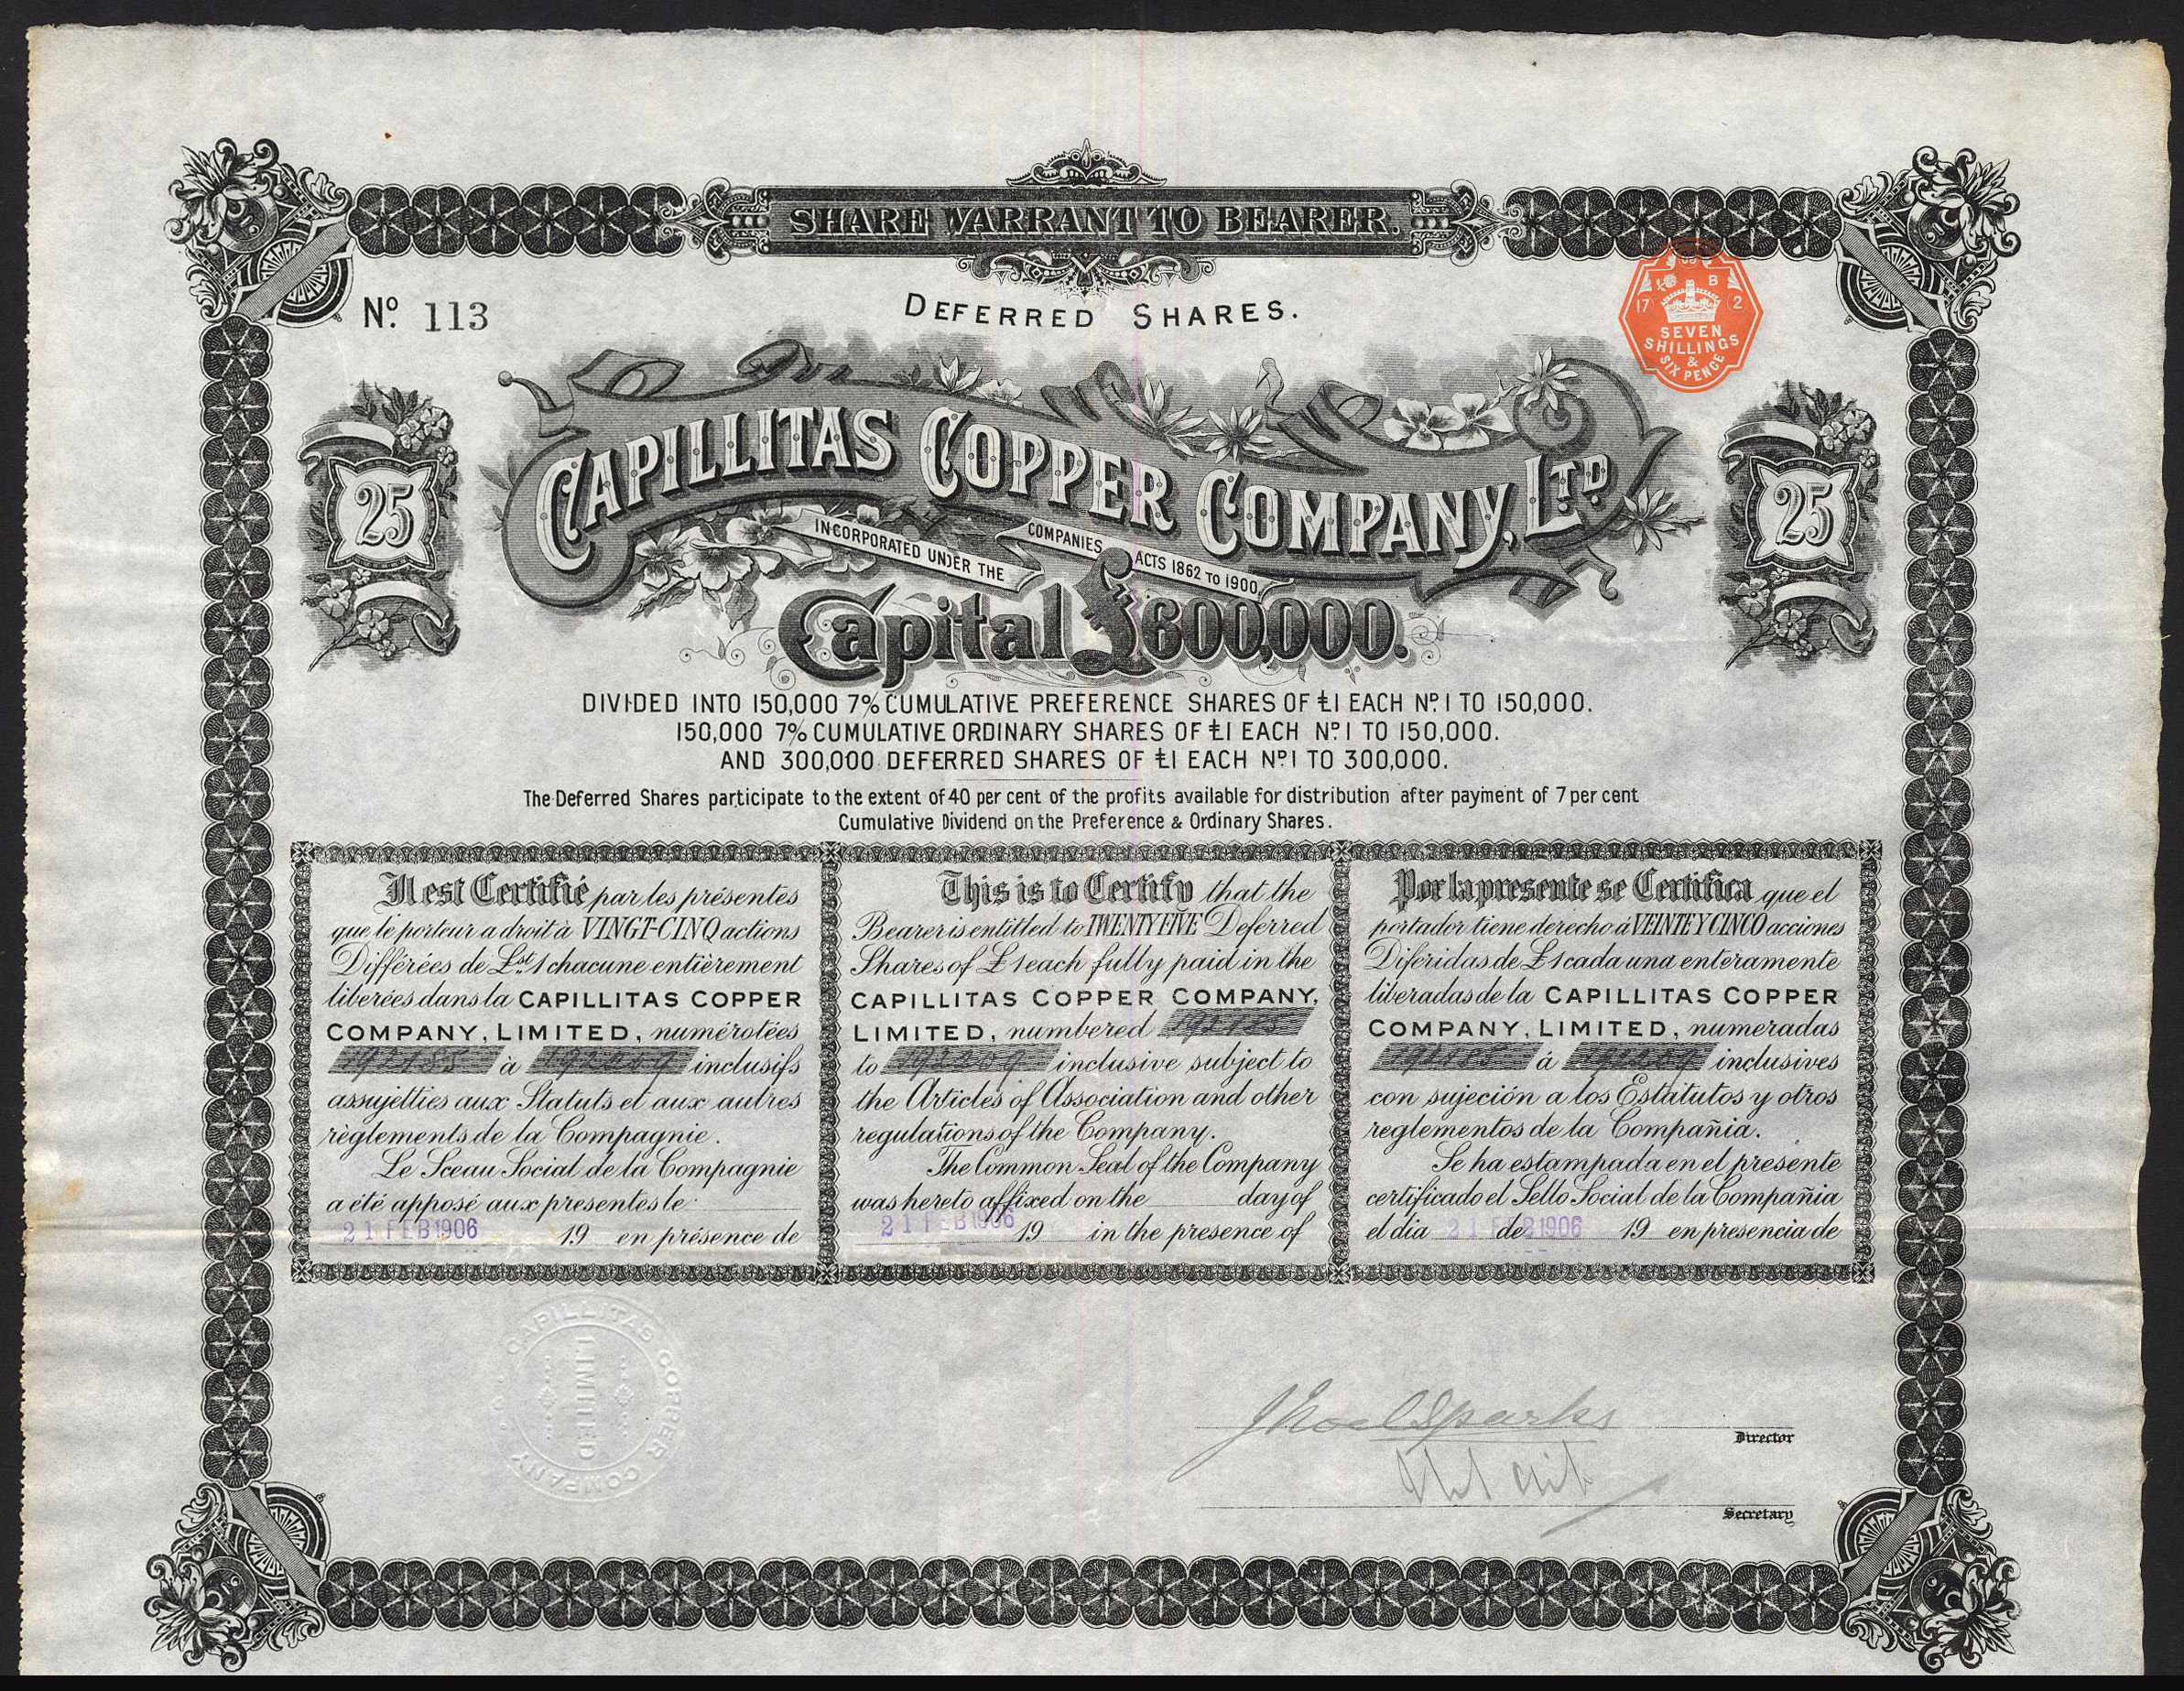 SHARE WARRANT TO BEARER.
Nº. 113
DEFERRED SHARES.
17 B 2
SEVEN
SHILLINGS
&
SIX PENCE
THE
CAPILLITAS COPPER COMPANY, LTD
25
25
INCORPORATED UNDER THE COMPANIES ACTS 1862 TO 1900,
Capital £600,000.
DIVIDED INTO 150,000 7% CUMULATIVE PREFERENCE SHARES OF £1 EACH Nº. 1 TO 150,000.
150,000 7% CUMULATIVE ORDINARY SHARES OF £1 EACH Nº. 1 TO 150,000.
AND 300,000 DEFERRED SHARES OF £1 EACH Nº. 1 TO 300,000.
The Deferred Shares participate to the extent of 40 per cent of the profits available for distribution after payment of 7 per cent
Cumulative Dividend on the Preference & Ordinary Shares.
Il est Certifié par les présentes
que le porteur a droit à VINGT-CINQ actions
Différées de Lst. 1 chacune entièrement
liberées dans la CAPILLITAS COPPER
COMPANY, LIMITED, numérotées
192185 à 192209 inclusifs
assujetties aux Statuts et aux autres
règlements de la Compagnie.
Le Sceau Social de la Compagnie
a été apposé aux presentes le
21 FEB 1906 19 en présence de
This is to Certify that the
Bearer is entitled to TWENTY FIVE Deferred
Shares of £1 each fully paid in the
CAPILLITAS COPPER COMPANY,
LIMITED, numbered 192185
to 192209 inclusive subject to
the Articles of Association and other
regulations of the Company.
The Common Seal of the Company
was hereto affixed on the day of
21 FEB 1906 19 in the presence of
Por la presente se Certifica que el
portador tiene derecho á VEINTE Y CINCO acciones
Diferidas de £1 cada una enteramente
liberadas de la CAPILLITAS COPPER
COMPANY, LIMITED, numeradas
192185 á 192209 inclusives
con sujeción a los Estatutos y otros
reglementos de la Compañia.
Se ha estampada en el presente
certificado el Sello Social de la Compañia
el dia 21 de FEB 1906 19 en presencia de
CAPILLITAS COPPER COMPANY
LIMITED
J Noel Sparks
Director
Secretary